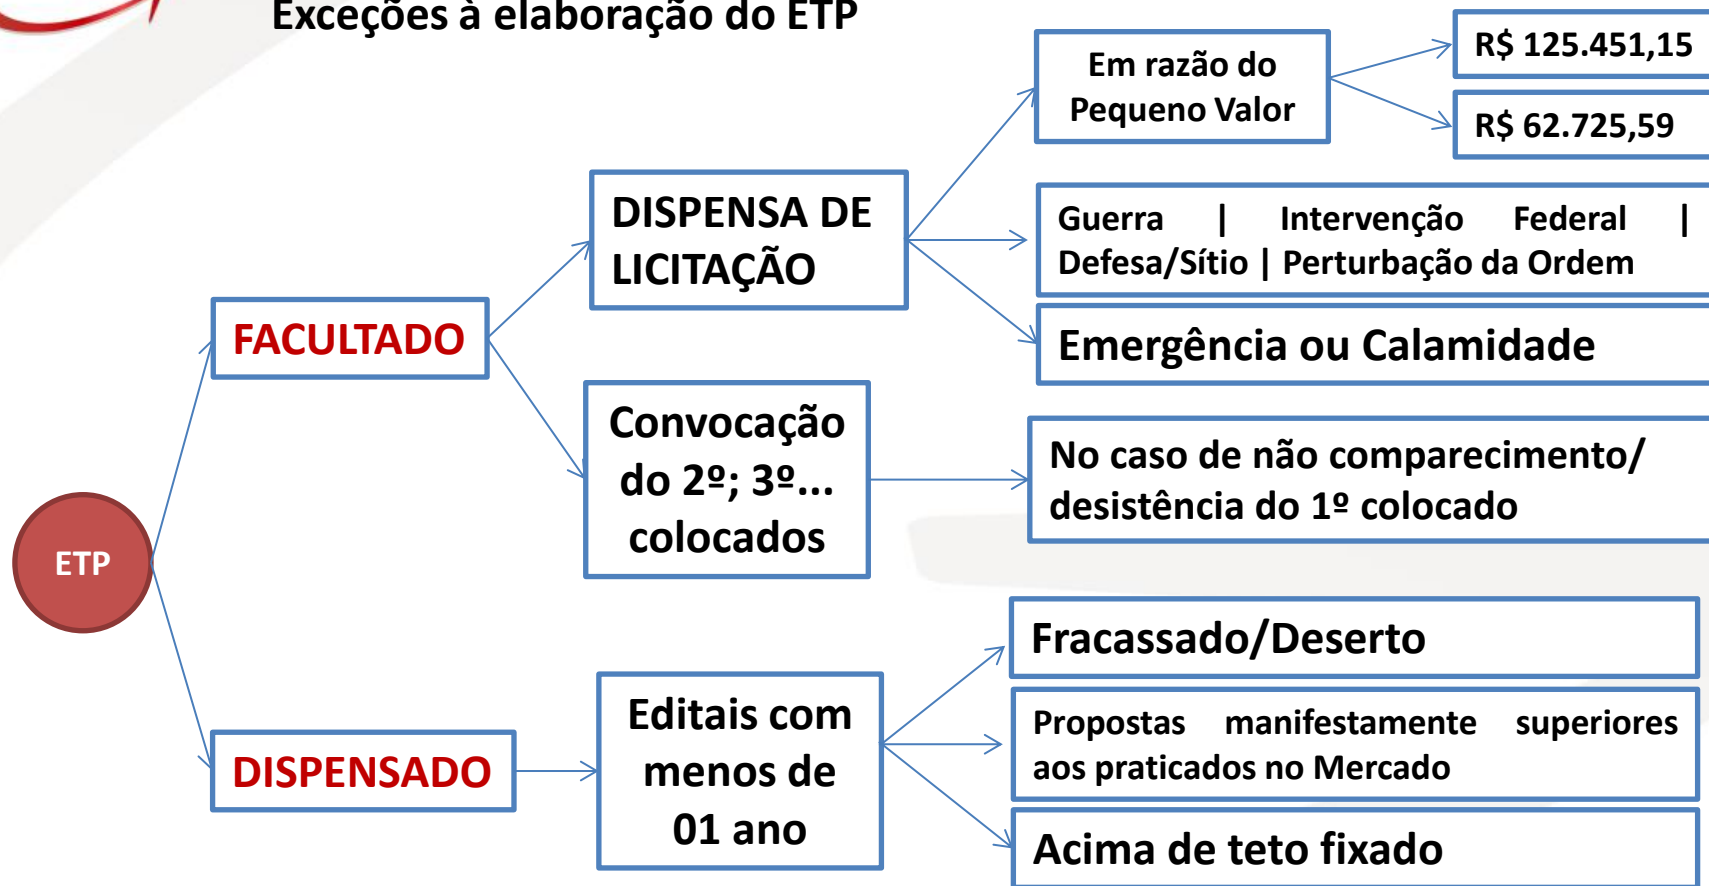 Exceções à elaboração do ETP
Em razão do
Pequeno Valor
R$ 125.451,15
R$ 62.725,59
DISPENSA DE
LICITAÇÃO
Guerra | Intervenção Federal |
Defesa/Sítio | Perturbação da Ordem
FACULTADO
Emergência ou Calamidade
Convocação
do 2º; 3º...
colocados
No caso de não comparecimento/
desistência do 1º colocado
ETP
DISPENSADO
Editais com
menos de
01 ano
Fracassado/Deserto
Propostas manifestamente superiores
aos praticados no Mercado
Acima de teto fixado